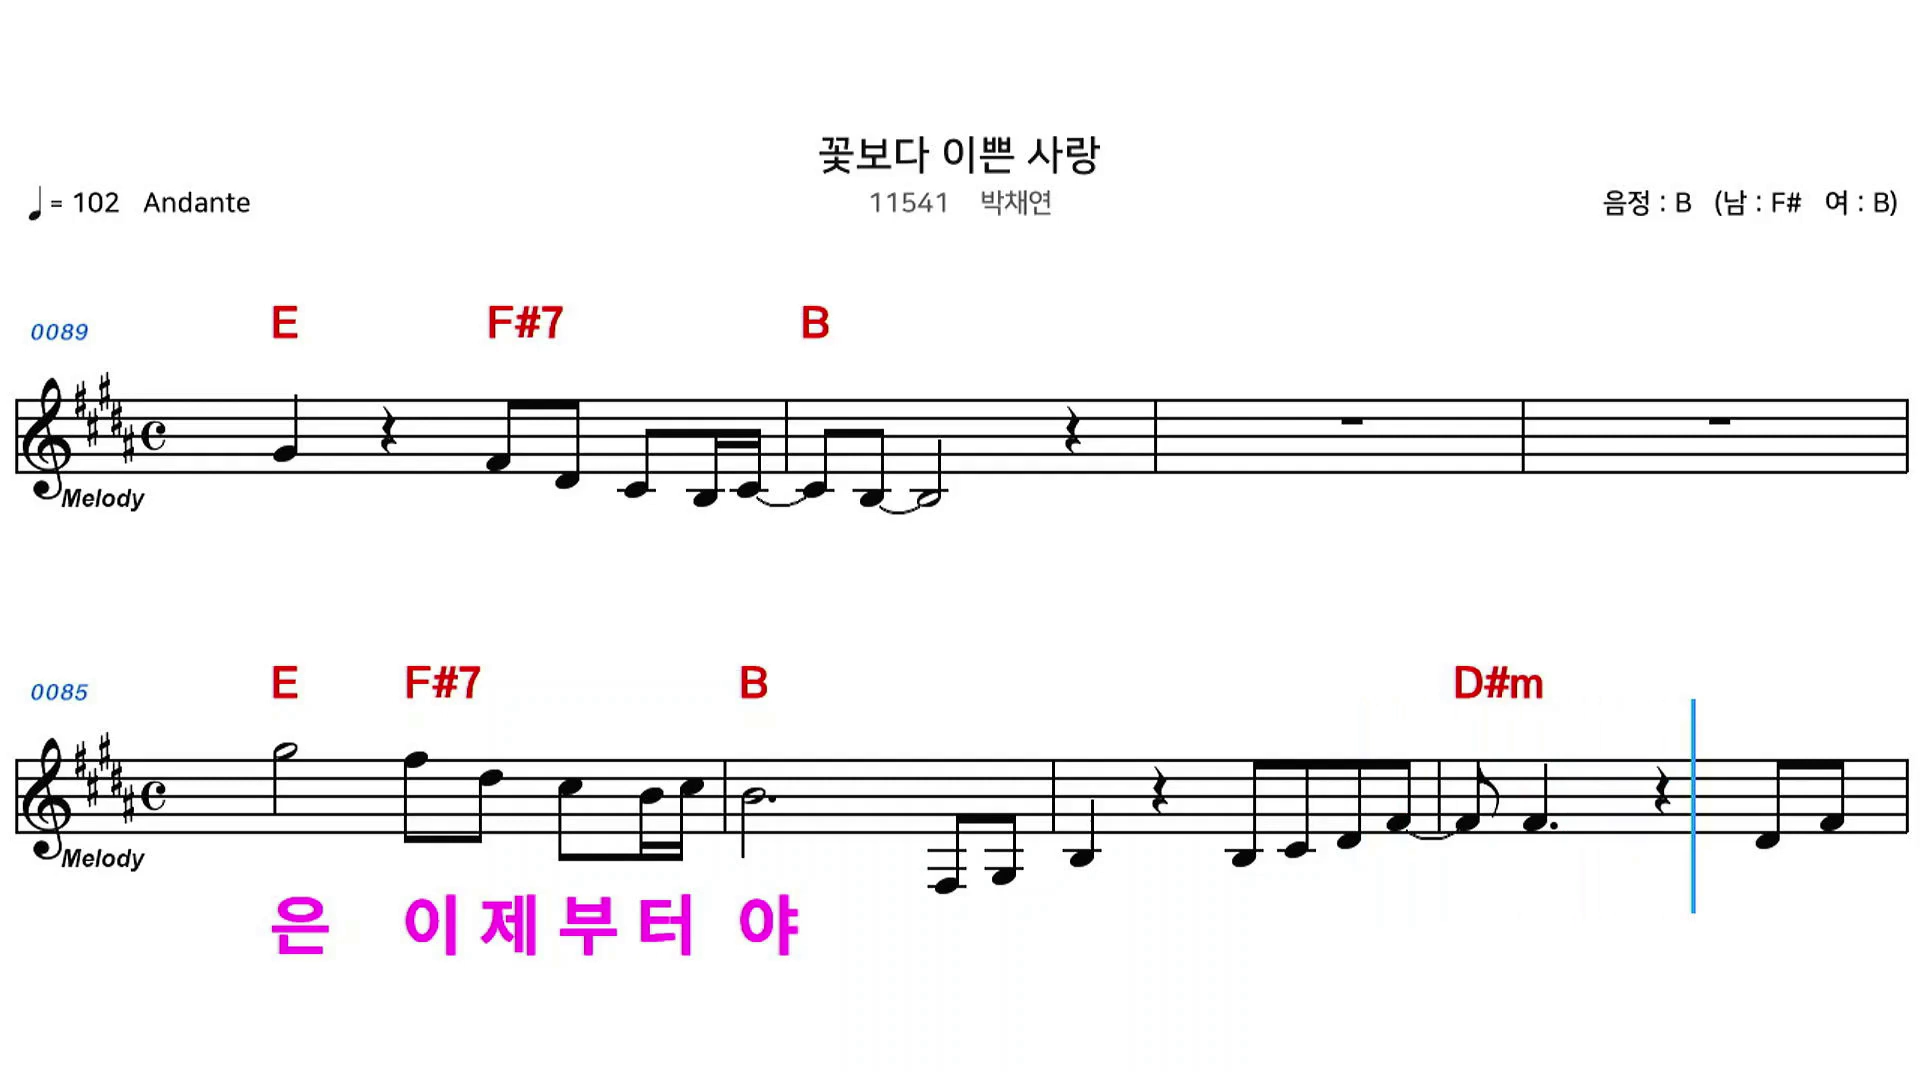 꽃보다 이쁜 사랑
= 102 Andante
11541 박채연
음정 : B (남 : F# 여 : B)
E F#7 B
0089
Melody
E F#7 B D#m
0085
Melody
은 이 제 부 터 야